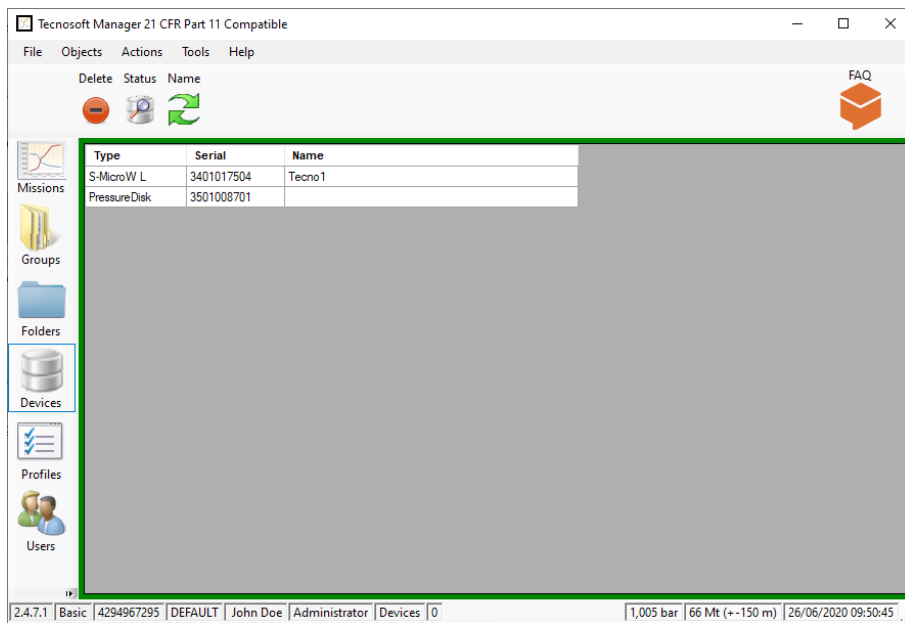 Tecnosoft Manager 21 CFR Part 11 Compatible
File Objects Actions Tools Help
Delete Status Name
FAQ
Type Serial Name
S-MicroW L 3401017504 Tecno1
PressureDisk 3501008701
Missions
Groups
Folders
Devices
Profiles
Users
2.4.7.1 Basic 4294967295 DEFAULT John Doe Administrator Devices 0 1,005 bar 66 Mt (+-150 m) 26/06/2020 09:50:45